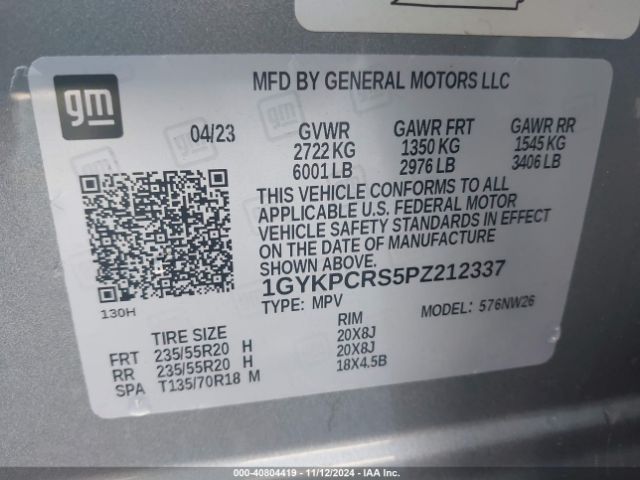 gm
MFD BY GENERAL MOTORS LLC
04/23 GVWR GAWR FRT GAWR RR
2722 KG 1350 KG 1545 KG
6001 LB 2976 LB 3406 LB
THIS VEHICLE CONFORMS TO ALL
APPLICABLE U.S. FEDERAL MOTOR
VEHICLE SAFETY STANDARDS IN EFFECT
ON THE DATE OF MANUFACTURE
SHOWN ABOVE.
1GYKPCRS5PZ212337
130H
TYPE: MPV MODEL: 576NW26
TIRE SIZE RIM
FRT 235/55R20 H 20X8J
RR 235/55R20 H 20X8J
SPA T135/70R18 M 18X4.5B
000-40804419 - 11/12/2024 - IAA Inc.